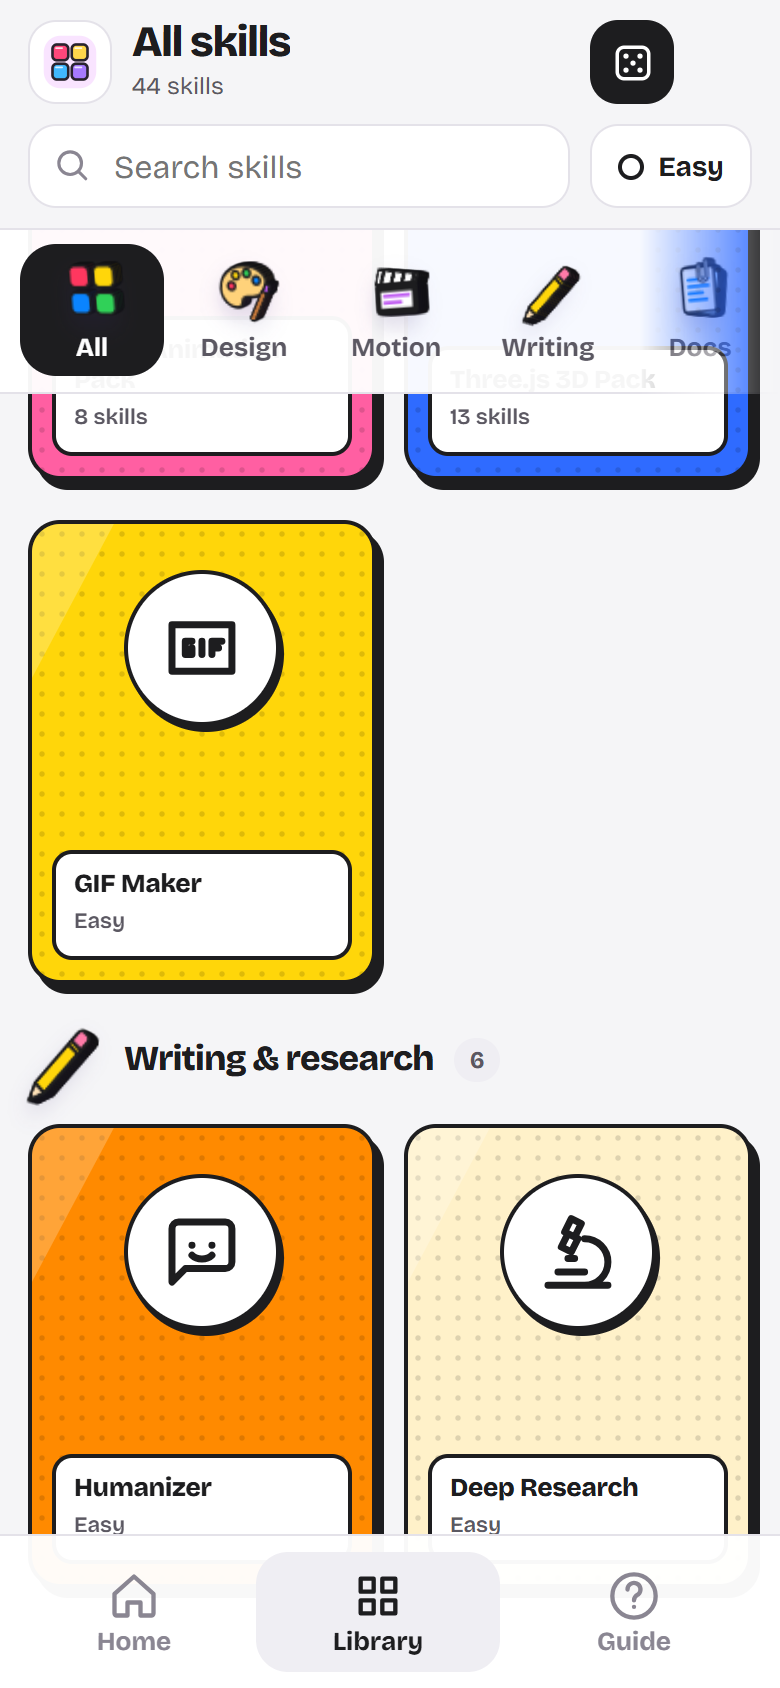 All skills
44 skills
Search skills
Easy
All
Design
Motion
Writing
Docs
Pack
Three.js 3D Pack
8 skills
13 skills
GIF
GIF Maker
Easy
Writing & research 6
Humanizer
Easy
Deep Research
Easy
Home
Library
Guide